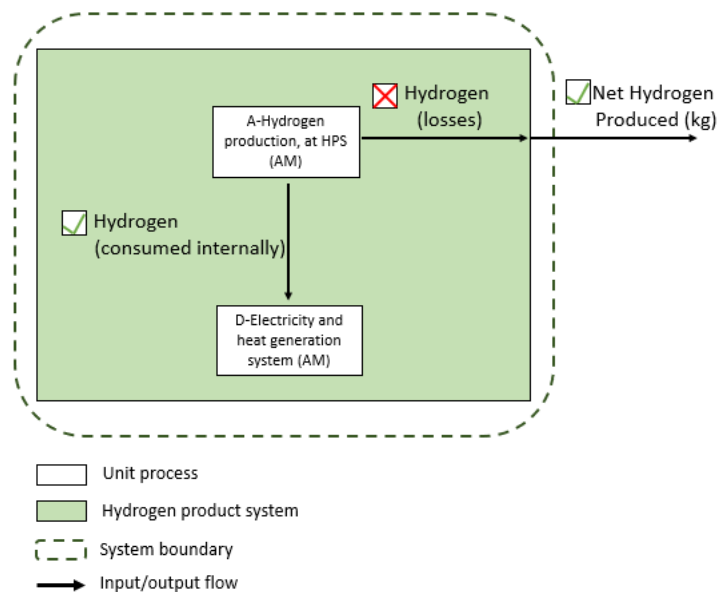 A-Hydrogen
production, at HPS
(AM)
Hydrogen
(losses)
Net Hydrogen
Produced (kg)
Hydrogen
(consumed internally)
D-Electricity and
heat generation
system (AM)
Unit process
Hydrogen product system
System boundary
Input/output flow